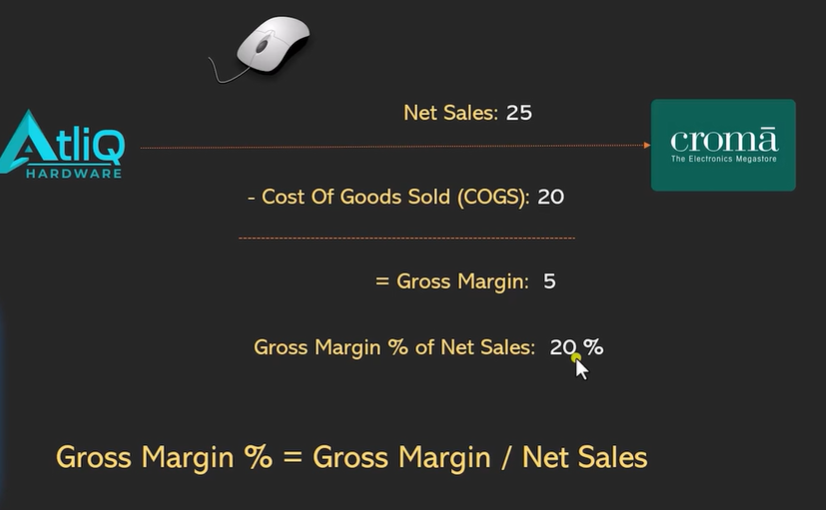 Net Sales: 25
AtliQ
HARDWARE
cromā
The Electronics Megastore
- Cost Of Goods Sold (COGS): 20
= Gross Margin: 5
Gross Margin % of Net Sales: 20 %
Gross Margin % = Gross Margin / Net Sales